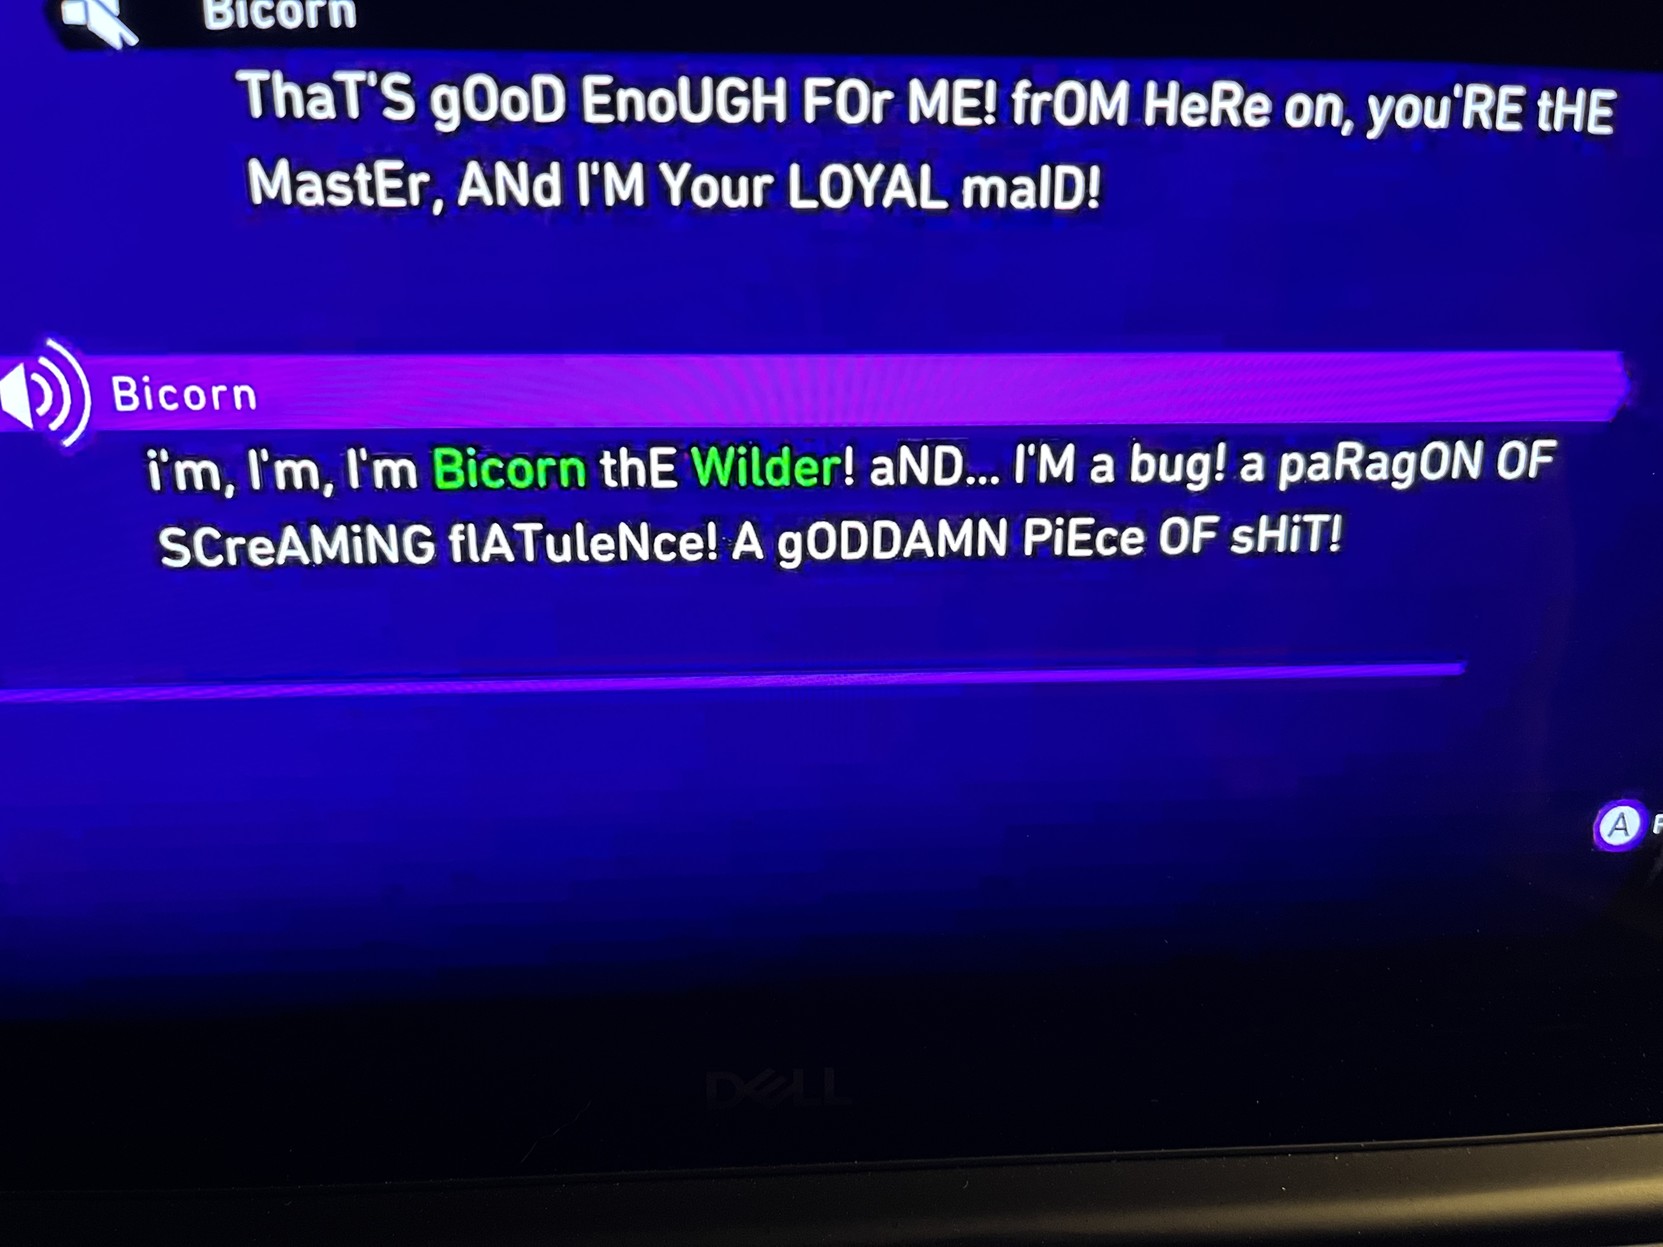 Bicorn
ThaT'S gOoD EnoUGH FOr ME! frOM HeRe on, you'RE tHE
MastEr, ANd I'M Your LOYAL maID!
Bicorn
i'm, I'm, I'm Bicorn thE Wilder! aND... I'M a bug! a paRagON OF
SCreAMiNG flATuleNce! A gODDAMN PiEce OF sHiT!
A
DELL